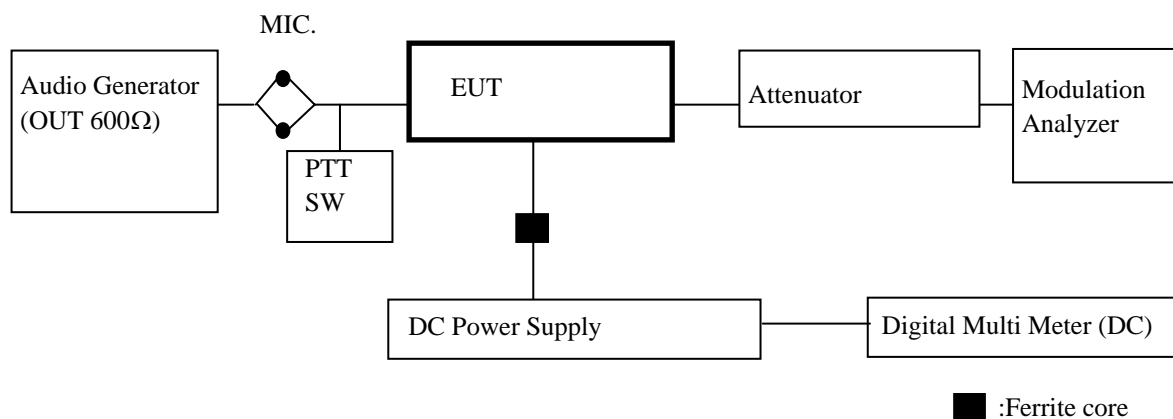 MIC.
Audio Generator
(OUT 600Ω)
EUT
Attenuator
Modulation
Analyzer
PTT
SW
DC Power Supply
Digital Multi Meter (DC)
:Ferrite core